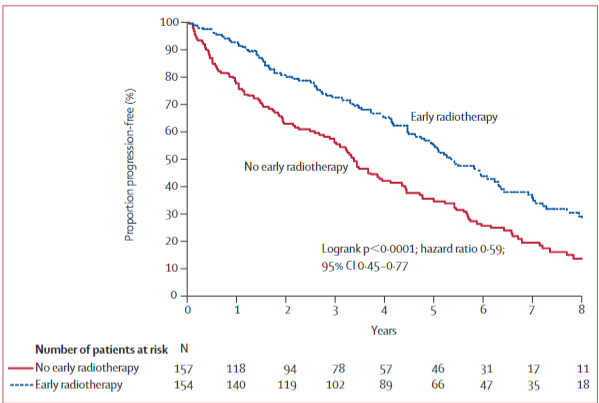 Proportion progression-free (%)
100
90
80
70
60
50
40
30
20
10
0
Early radiotherapy
No early radiotherapy
Logrank p<0·0001; hazard ratio 0·59;
95% CI 0·45–0·77
0 1 2 3 4 5 6 7 8
Years
Number of patients at risk N
No early radiotherapy 157 118 94 78 57 46 31 17 11
Early radiotherapy 154 140 119 102 89 66 47 35 18